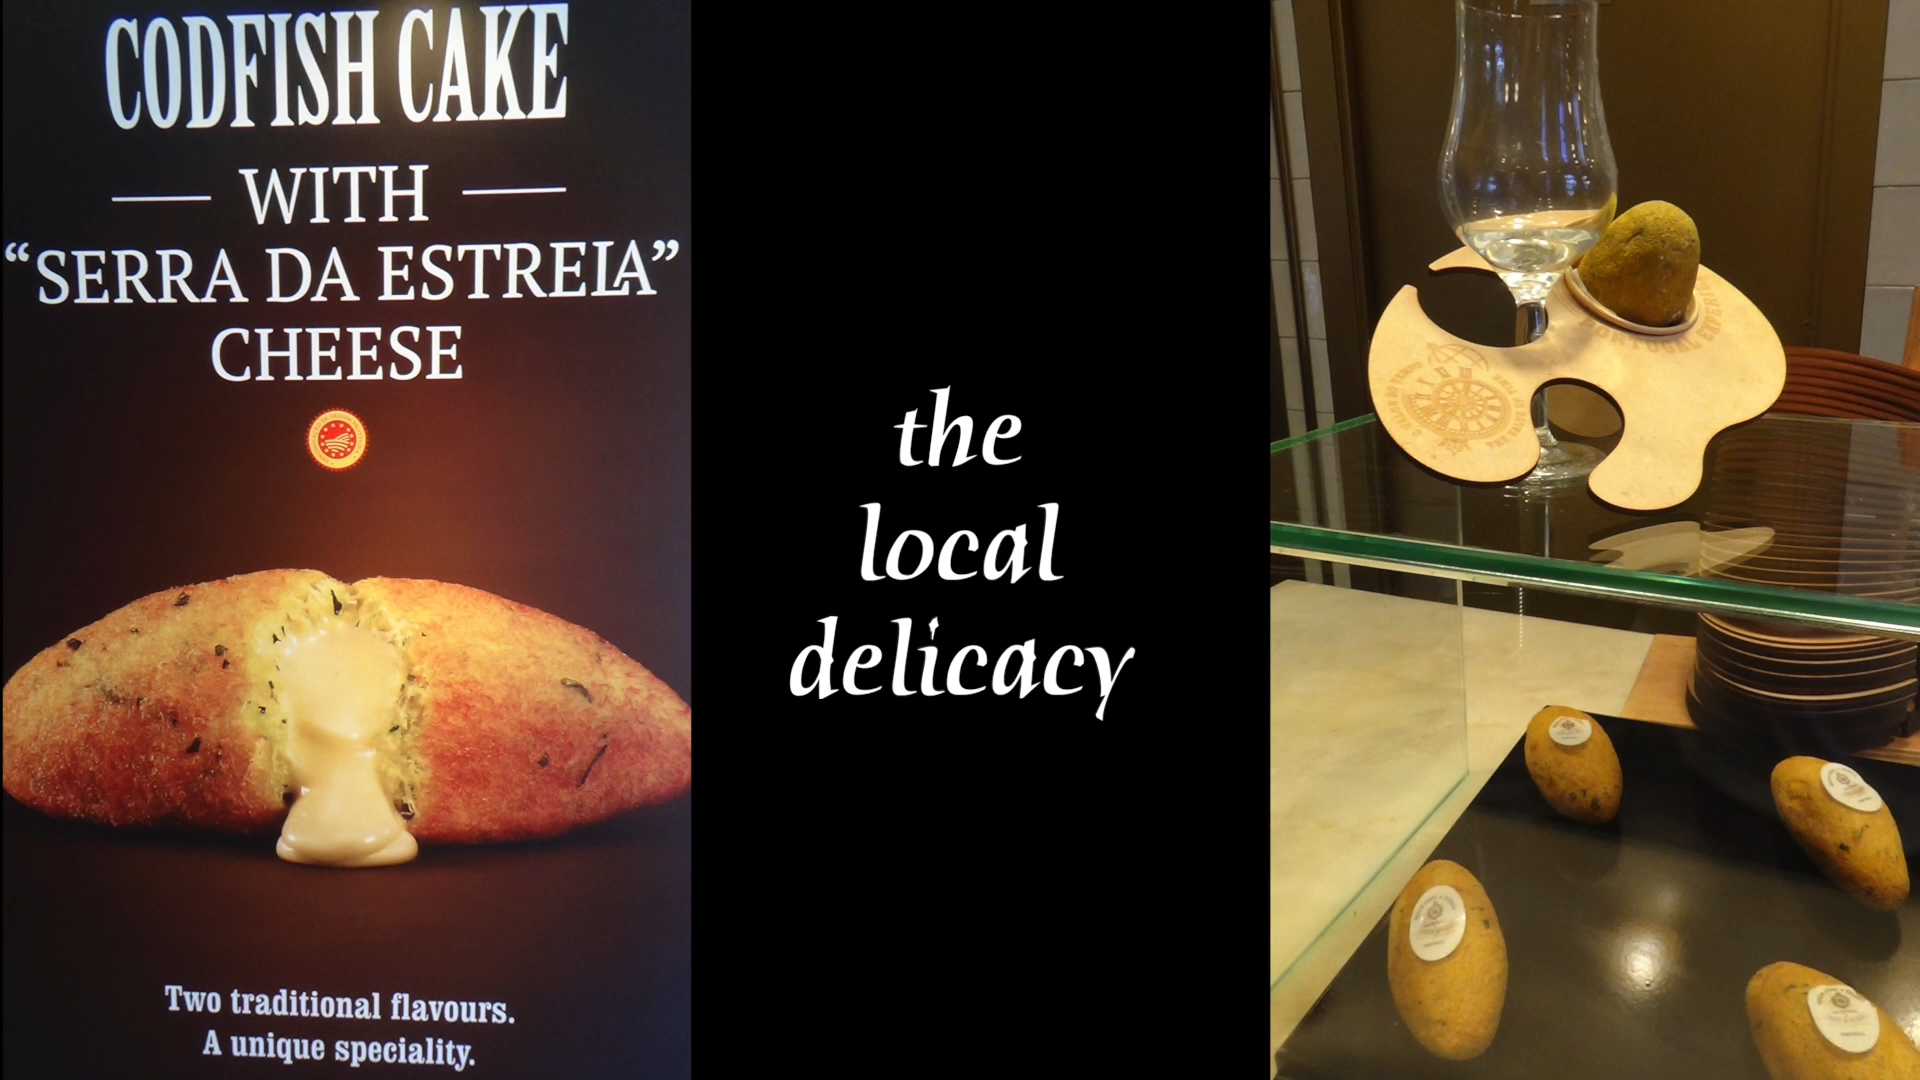 CODFISH CAKE
WITH
“SERRA DA ESTRELA”
CHEESE
Two traditional flavours.
A unique speciality.
the
local
delicacy